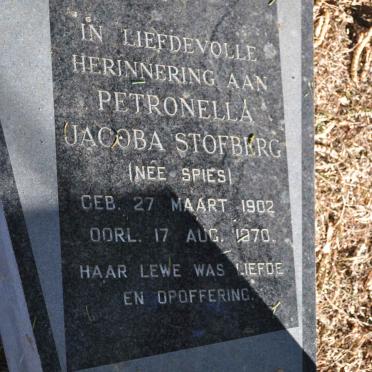 IN LIEFDEVOLLE
HERINNERING AAN
PETRONELLA
JACOBA STOFBERG
(NÉE SPIES)
GEB. 27 MAART 1902
OORL. 17 AUG. 1970.
HAAR LEWE WAS LIEFDE
EN OPOFFERING.